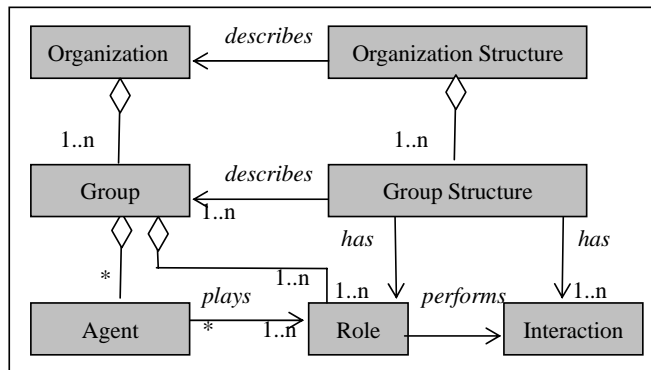 describes
Organization
Organization Structure
1..n
1..n
describes
Group
Group Structure
1..n
has
has
*
1..n
plays
1..n
performs
1..n
Agent
*
1..n
Role
Interaction